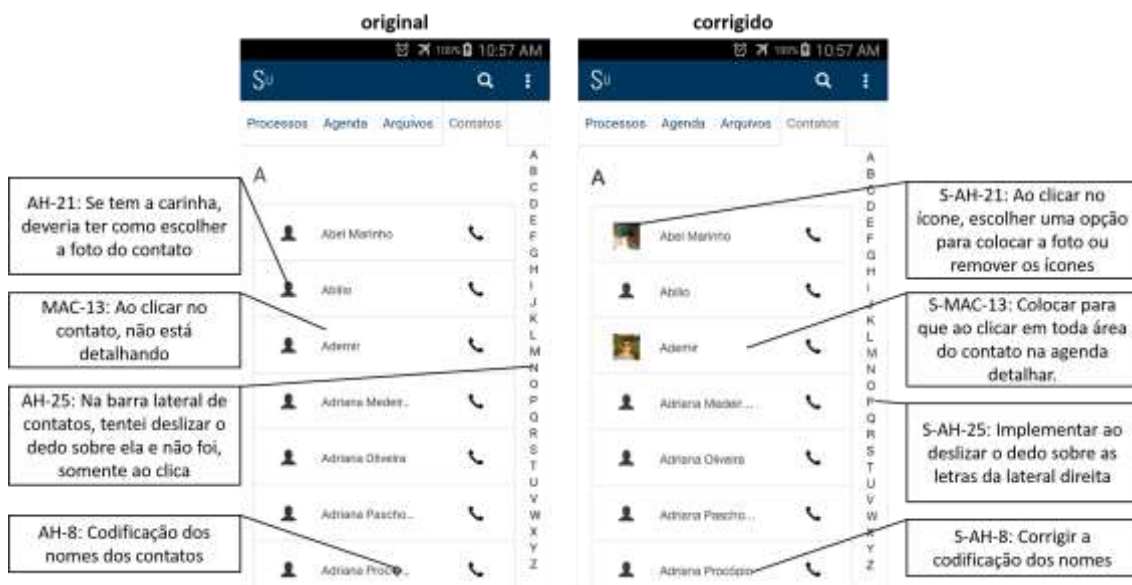 original
corrigido
100% 10:57 AM
100% 10:57 AM
SU
SU
Processos Agenda Arquivos Contatos
Processos Agenda Arquivos Contatos
A
Abel Marinho
Abilio
Ademir
Adriana Medeir...
Adriana Oliveira
Adriana Pascho...
A
B
C
D
E
F
G
H
I
J
K
L
M
N
O
P
Q
R
S
T
U
V
W
X
Y
Z
A
Abel Marinho
Abilio
Ademir
Adriana Medeir...
Adriana Oliveira
Adriana Pascho...
Adriana Procópio
A
B
C
D
E
F
G
H
I
J
K
L
M
N
O
P
Q
R
S
T
U
V
W
X
Y
Z
AH-21: Se tem a carinha,
deveria ter como escolher
a foto do contato
MAC-13: Ao clicar no
contato, não está
detalhando
AH-25: Na barra lateral de
contatos, tentei deslizar o
dedo sobre ela e não foi,
somente ao clica
AH-8: Codificação dos
nomes dos contatos
S-AH-21: Ao clicar no
ícone, escolher uma opção
para colocar a foto ou
remover os ícones
S-MAC-13: Colocar para
que ao clicar em toda área
do contato na agenda
detalhar.
S-AH-25: Implementar ao
deslizar o dedo sobre as
letras da lateral direita
S-AH-8: Corrigir a
codificação dos nomes